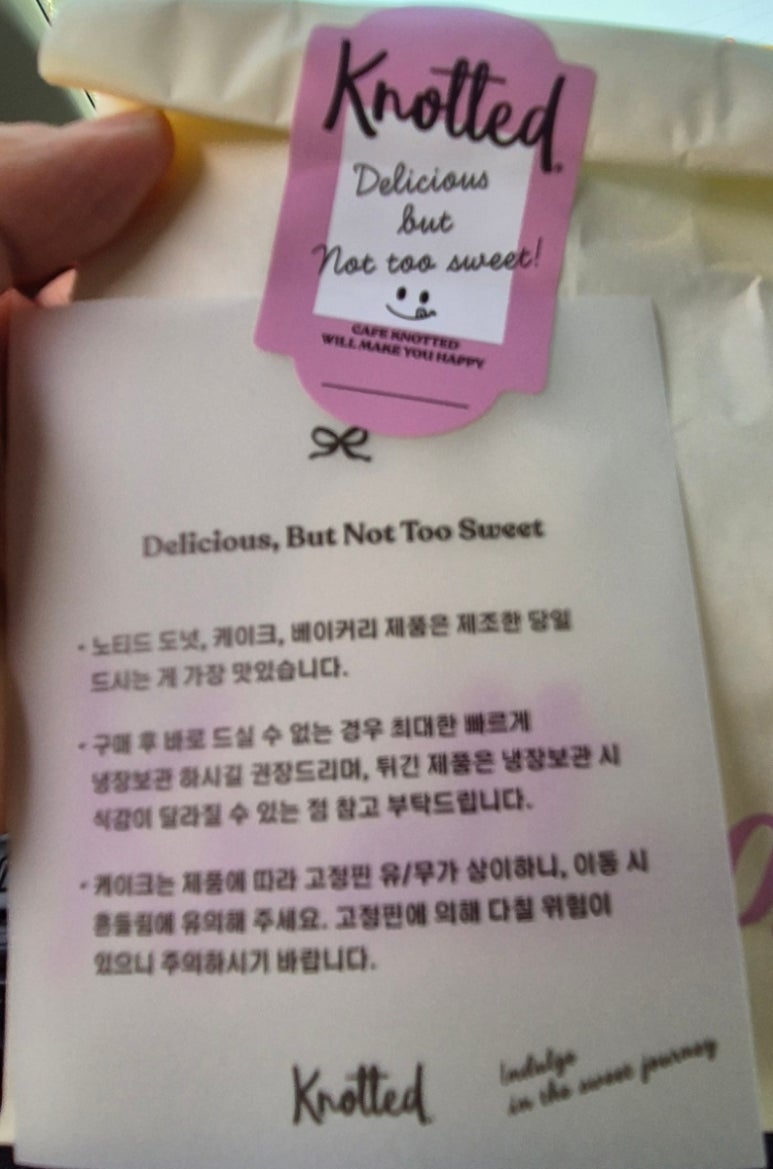 Knotted
Delicious
but
Not too sweet!
CAFE KNOTTED
WILL MAKE YOU HAPPY
Delicious, But Not Too Sweet
• 노티드 도넛, 케이크, 베이커리 제품은 제조한 당일
드시는 게 가장 맛있습니다.
• 구매 후 바로 드실 수 없는 경우 최대한 빠르게
냉장보관 하시길 권장드리며, 튀긴 제품은 냉장보관 시
식감이 달라질 수 있는 점 참고 부탁드립니다.
• 케이크는 제품에 따라 고정핀 유/무가 상이하니, 이동 시
흔들림에 유의해 주세요. 고정핀에 의해 다칠 위험이
있으니 주의하시기 바랍니다.
Knotted
Indulge
in the sweet journey